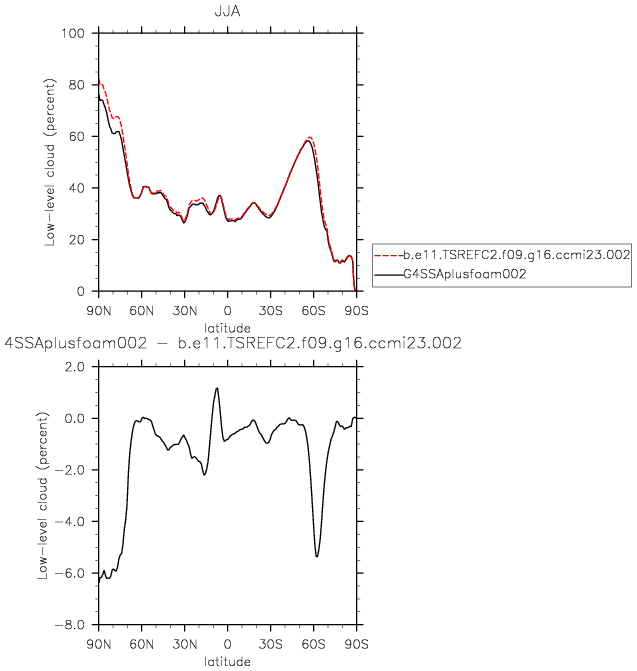 JJA
100
80
60
40
20
0
Low-level cloud (percent)
90N 60N 30N 0 30S 60S 90S
latitude
b.e11.TSREFC2.f09.g16.ccmi23.002
G4SSAplusfoam002
4SSAplusfoam002 - b.e11.TSREFC2.f09.g16.ccmi23.002
2.0
0.0
-2.0
-4.0
-6.0
-8.0
Low-level cloud (percent)
90N 60N 30N 0 30S 60S 90S
latitude